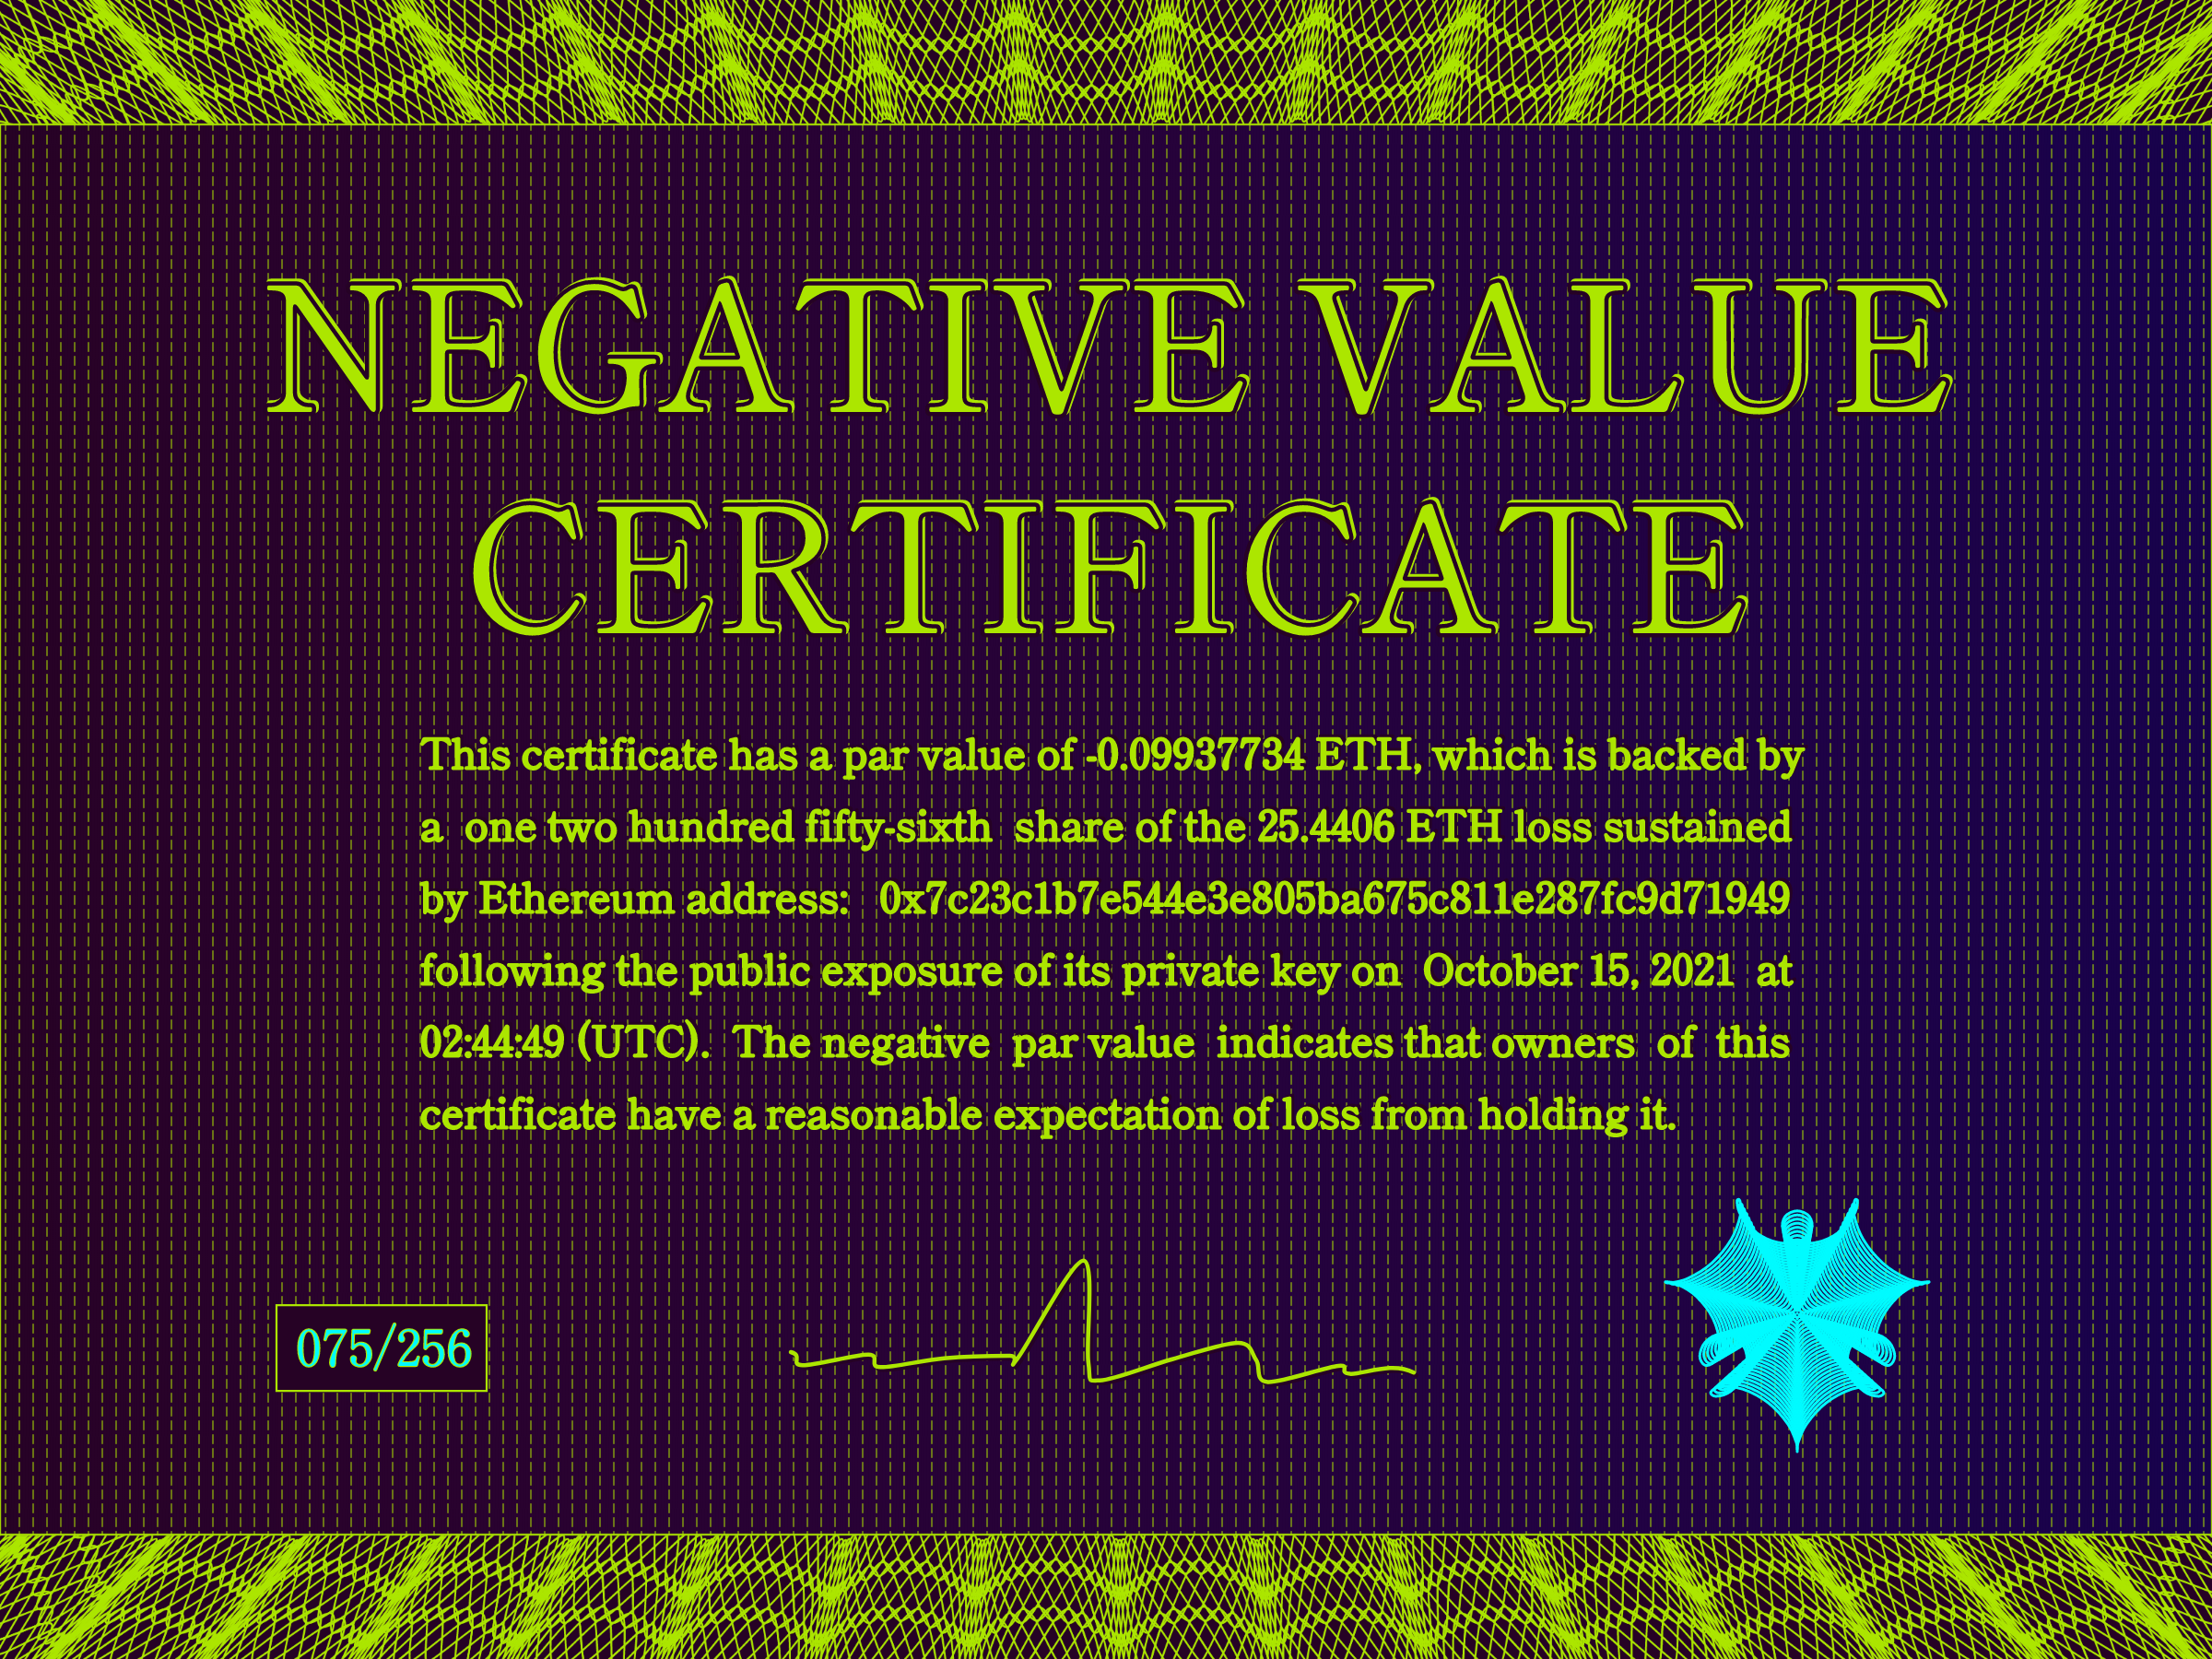 NEGATIVE VALUE
CERTIFICATE
This certificate has a par value of -0.09937734 ETH, which is backed by
a one two hundred fifty-sixth share of the 25.4406 ETH loss sustained
by Ethereum address: 0x7c23c1b7e544e3e805ba675c811e287fc9d71949
following the public exposure of its private key on October 15, 2021 at
02:44:49 (UTC). The negative par value indicates that owners of this
certificate have a reasonable expectation of loss from holding it.
075/256